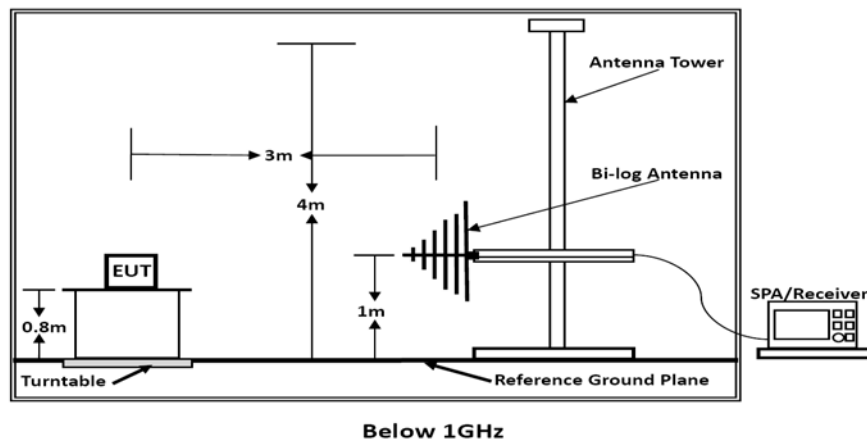 Antenna Tower
3m
Bi-log Antenna
4m
EUT
SPA/Receiver
0.8m
1m
Turntable
Reference Ground Plane
Below 1GHz